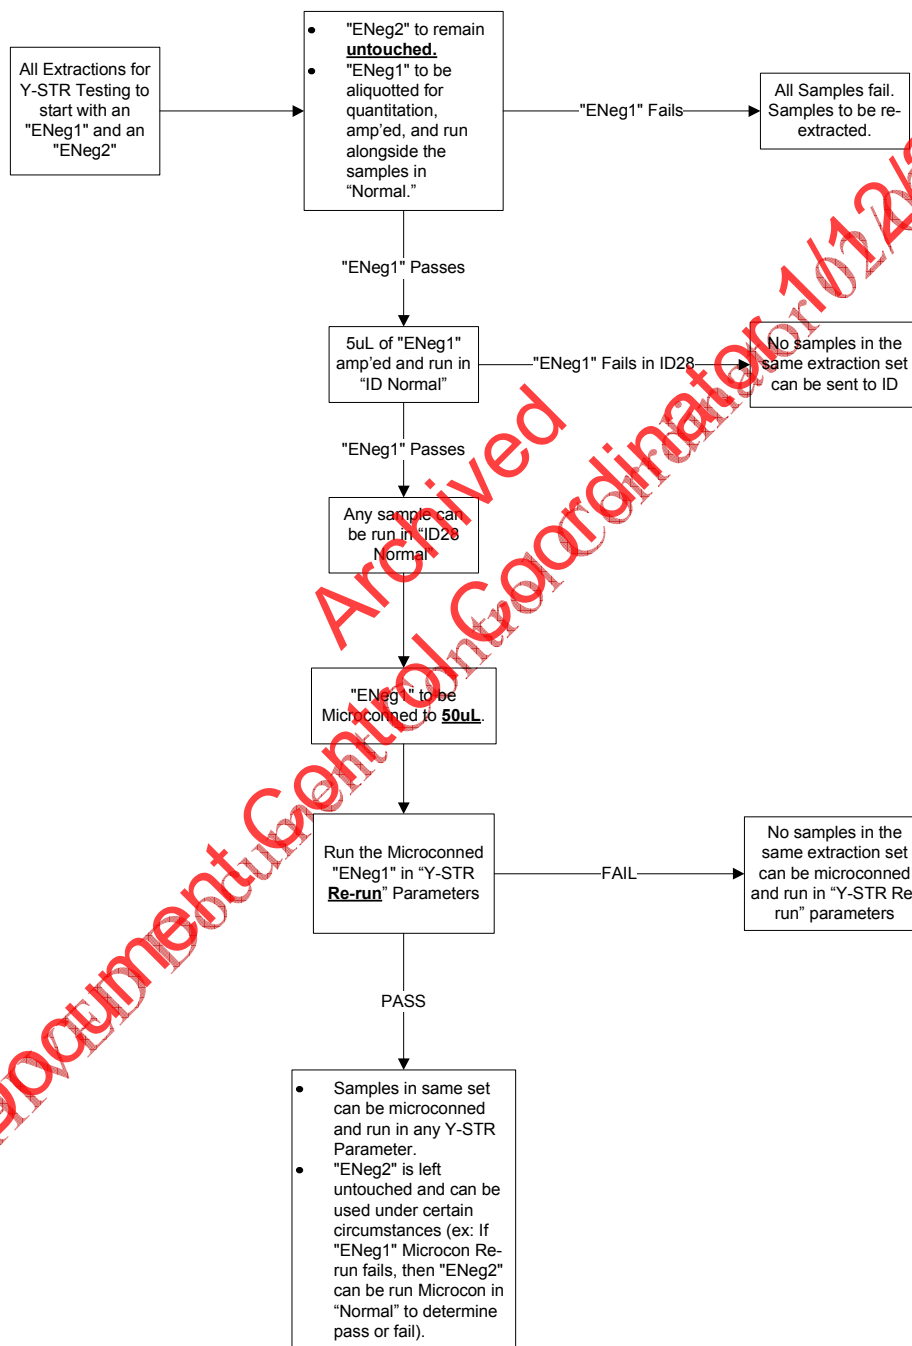 All Extractions for
Y-STR Testing to
start with an
"ENeg1" and an
"ENeg2"
• "ENeg2" to remain
untouched.
• "ENeg1" to be
aliquotted for
quantitation,
amp'ed, and run
alongside the
samples in
“Normal.”
"ENeg1" Fails
All Samples fail.
Samples to be re-
extracted.
"ENeg1" Passes
5uL of "ENeg1"
amp'ed and run in
“ID Normal”
"ENeg1" Fails in ID28
No samples in the
same extraction set
can be sent to ID
"ENeg1" Passes
Any sample can
be run in “ID28
Normal”
"ENeg1" to be
Microconned to 50uL.
Run the Microconned
"ENeg1" in “Y-STR
Re-run” Parameters
FAIL
No samples in the
same extraction set
can be microconned
and run in “Y-STR Re-
run” parameters
PASS
• Samples in same set
can be microconned
and run in any Y-STR
Parameter.
• "ENeg2" is left
untouched and can be
used under certain
circumstances (ex: If
"ENeg1" Microcon Re-
run fails, then "ENeg2"
can be run Microcon in
“Normal” to determine
pass or fail).
Archived
Document Control Coordinator 1/12/
Document Control Coordinator 02/0